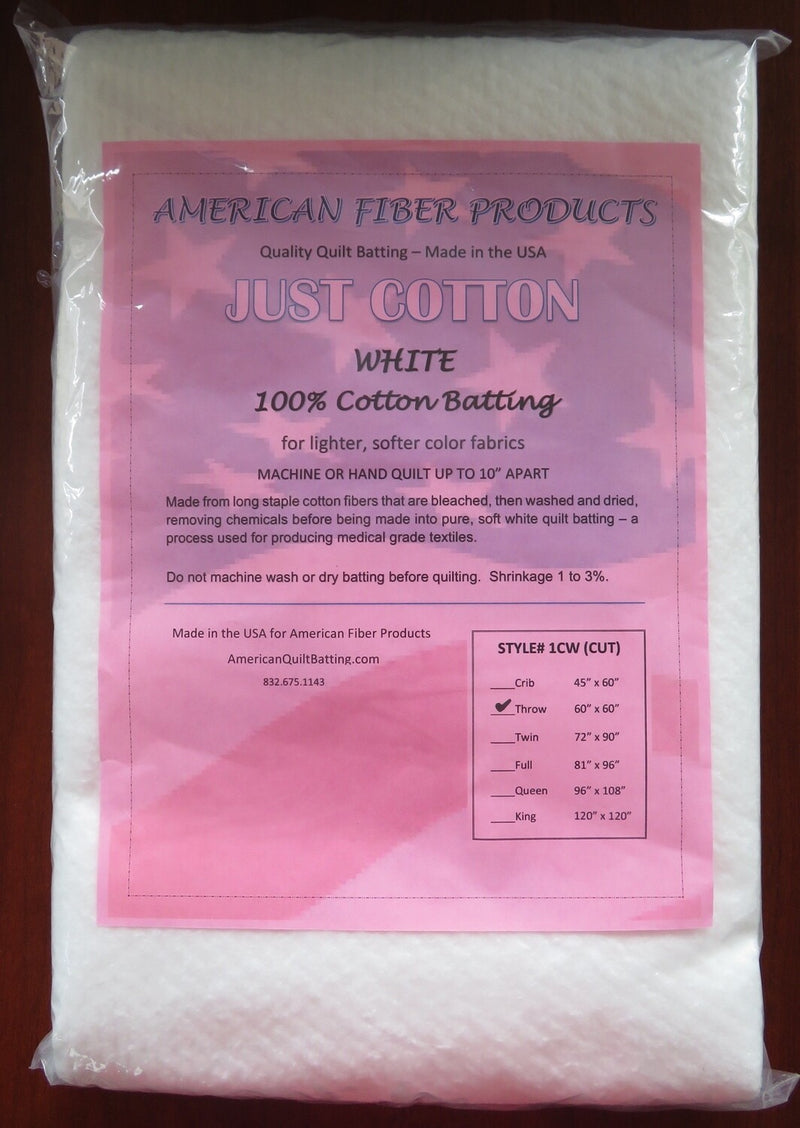 AMERICAN FIBER PRODUCTS
Quality Quilt Batting – Made in the USA
JUST COTTON
WHITE
100% Cotton Batting
for lighter, softer color fabrics
MACHINE OR HAND QUILT UP TO 10” APART
Made from long staple cotton fibers that are bleached, then washed and dried,
removing chemicals before being made into pure, soft white quilt batting – a
process used for producing medical grade textiles.
Do not machine wash or dry batting before quilting. Shrinkage 1 to 3%.
Made in the USA for American Fiber Products
AmericanQuiltBatting.com
832.675.1143
STYLE# 1CW (CUT)
____Crib 45” x 60”
✔Throw 60” x 60”
____Twin 72” x 90”
____Full 81” x 96”
____Queen 96” x 108”
____King 120” x 120”